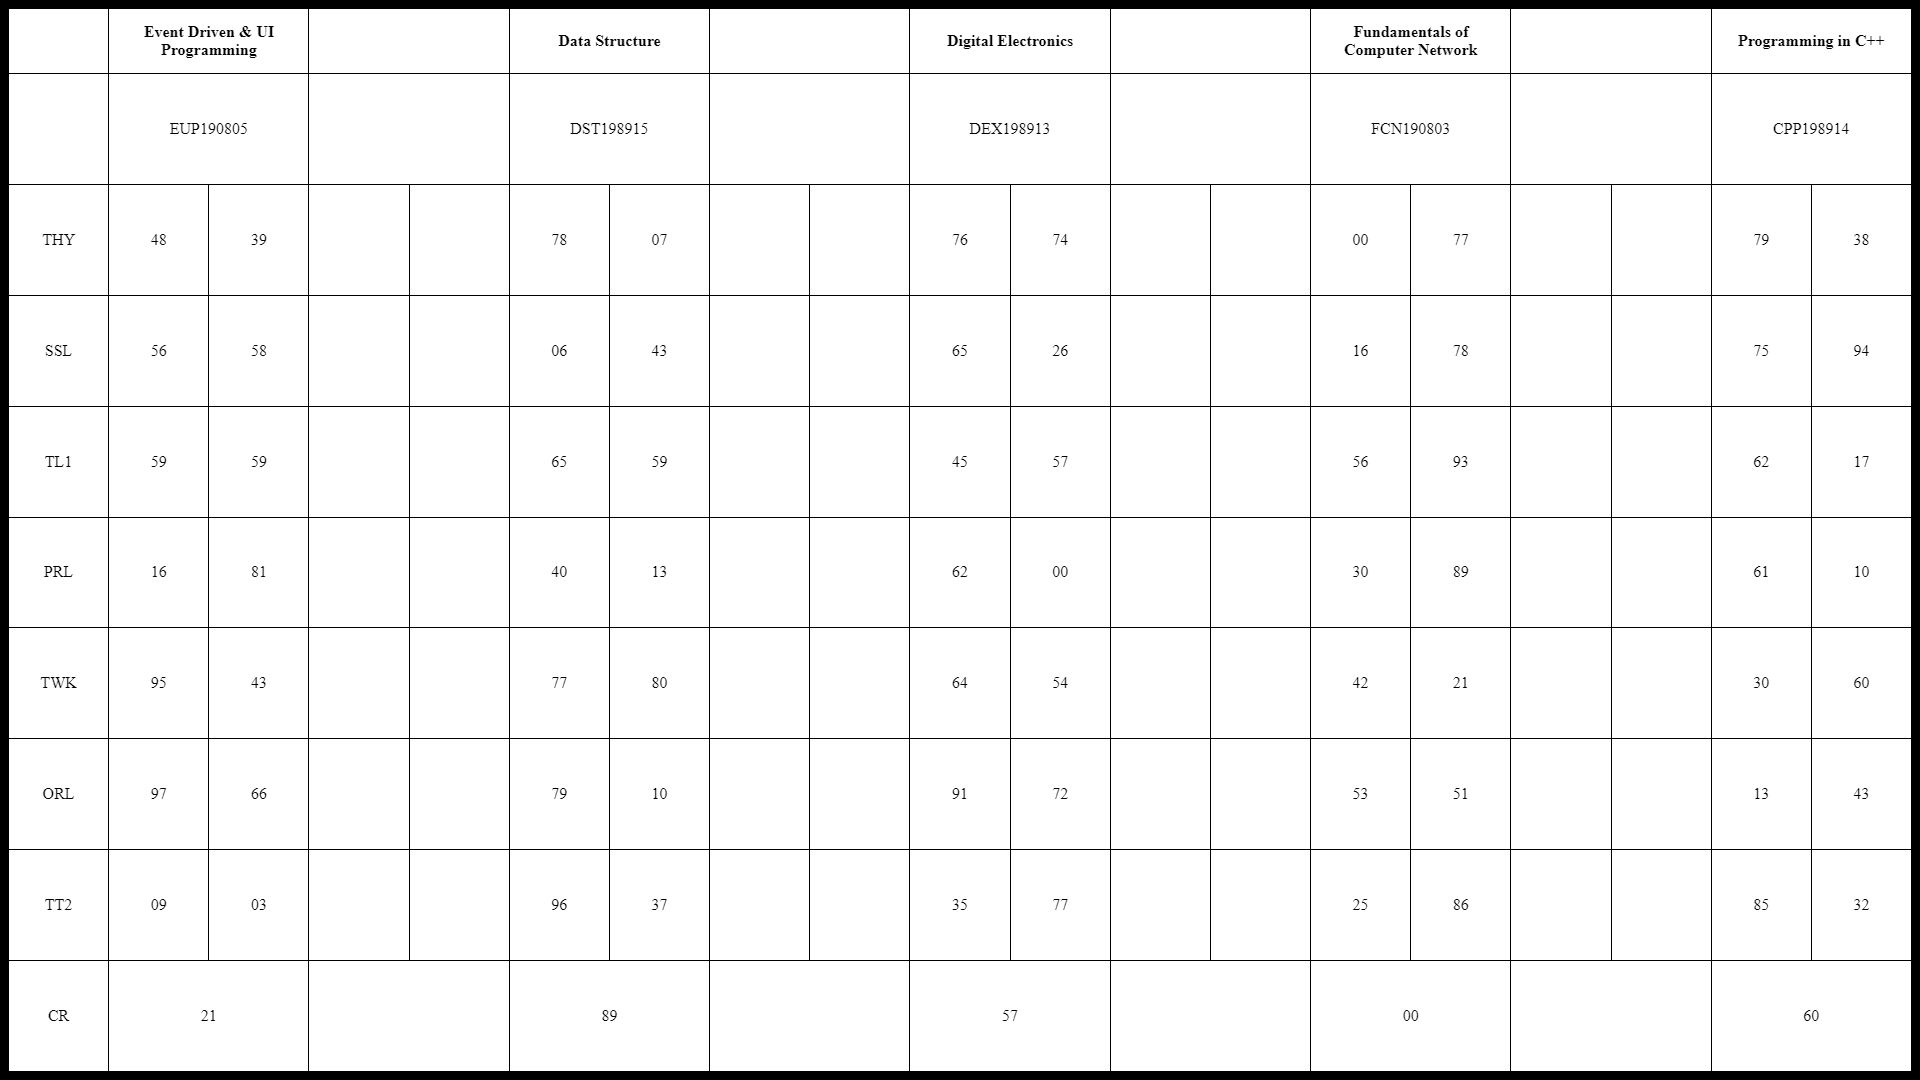 Event Driven & UI
Programming
Data Structure
Digital Electronics
Fundamentals of
Computer Network
Programming in C++
EUP190805
DST198915
DEX198913
FCN190803
CPP198914
THY 48 39 78 07 76 74 00 77 79 38
SSL 56 58 06 43 65 26 16 78 75 94
TL1 59 59 65 59 45 57 56 93 62 17
PRL 16 81 40 13 62 00 30 89 61 10
TWK 95 43 77 80 64 54 42 21 30 60
ORL 97 66 79 10 91 72 53 51 13 43
TT2 09 03 96 37 35 77 25 86 85 32
CR 21 89 57 00 60